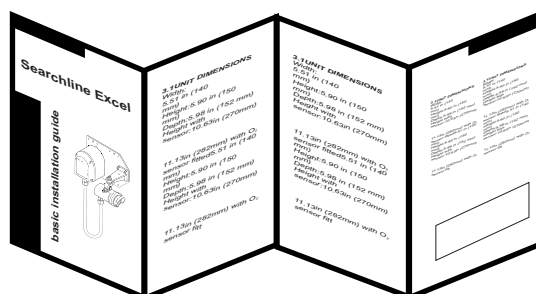 Searchline Excel
basic installation guide
3.1UNIT DIMENSIONS
Width:
5.51 in (140
mm)
Height:5.90 in (150
mm)
Depth:5.98 in (152 mm)
Height with
sensor:10.63in (270mm)
11.13in (282mm) with O₂
sensor fitted5.51 in (140
mm)
Height:5.90 in (150
mm)
Depth:5.98 in (152 mm)
Height with
sensor:10.63in (270mm)
11.13in (282mm) with O₂
sensor fitt
3.1UNIT DIMENSIONS
Width:
5.51 in (140
mm)
Height:5.90 in (150
mm)
Depth:5.98 in (152 mm)
Height with
sensor:10.63in (270mm)
11.13in (282mm) with O₂
sensor fitted5.51 in (140
mm)
Height:5.90 in (150
mm)
Depth:5.98 in (152 mm)
Height with
sensor:10.63in (270mm)
11.13in (282mm) with O₂
sensor fitt